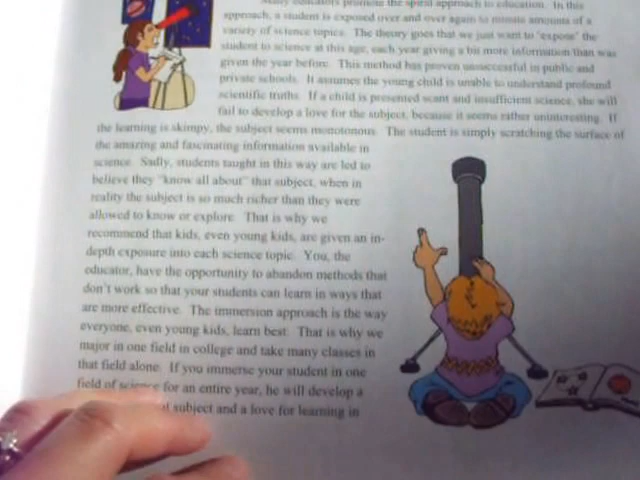 Many educators promote the spiral approach to education. In this
approach, a student is exposed over and over again to minute amounts of a
variety of science topics. The theory goes that we just want to "expose" the
student to science at this age, each year giving a bit more information than was
given the year before. This method has proven unsuccessful in public and
private schools. It assumes the young child is unable to understand profound
scientific truths. If a child is presented scant and insufficient science, she will
fail to develop a love for the subject, because it seems rather uninteresting. If
the learning is skimpy, the subject seems monotonous. The student is simply scratching the surface of
the amazing and fascinating information available in
science. Sadly, students taught in this way are led to
believe they "know all about" that subject, when in
reality the subject is so much richer than they were
allowed to know or explore. That is why we
recommend that kids, even young kids, are given an in-
depth exposure into each science topic. You, the
educator, have the opportunity to abandon methods that
don't work so that your students can learn in ways that
are more effective. The immersion approach is the way
everyone, even young kids, learn best. That is why we
major in one field in college and take many classes in
that field alone. If you immerse your student in one
field of science for an entire year, he will develop a
subject and a love for learning in